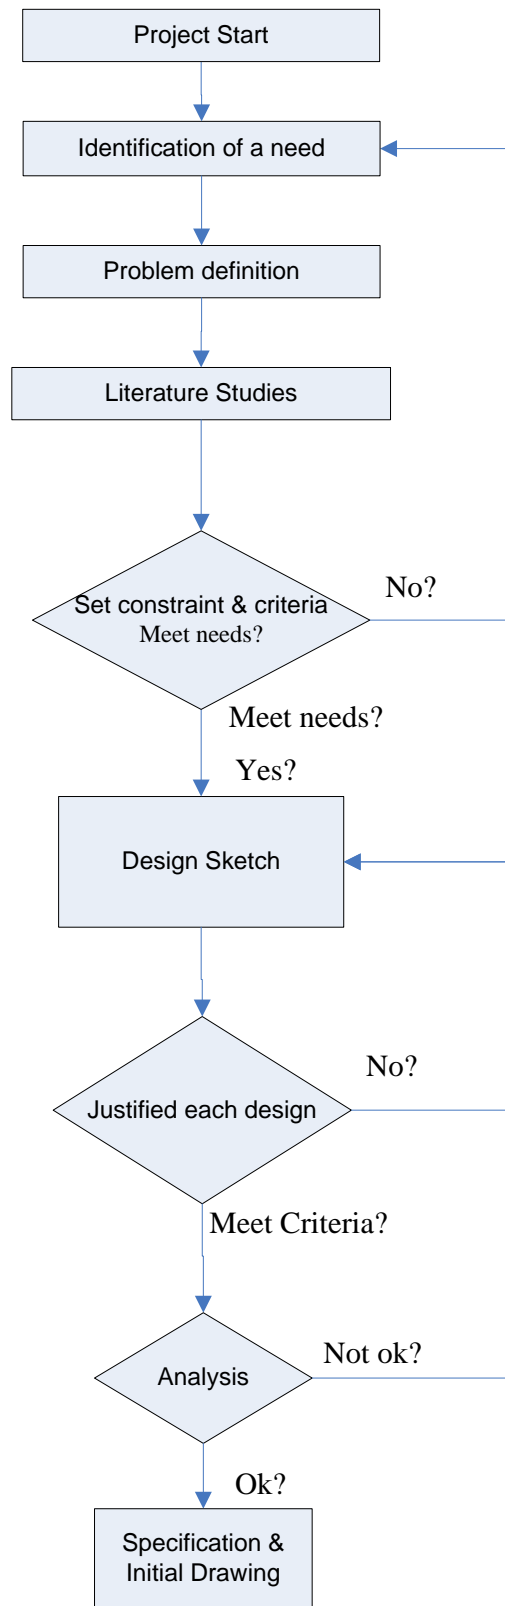 Project Start
Identification of a need
Problem definition
Literature Studies
No?
Set constraint & criteria
Meet needs?
Meet needs?
Yes?
Design Sketch
No?
Justified each design
Meet Criteria?
Not ok?
Analysis
Ok?
Specification &
Initial Drawing